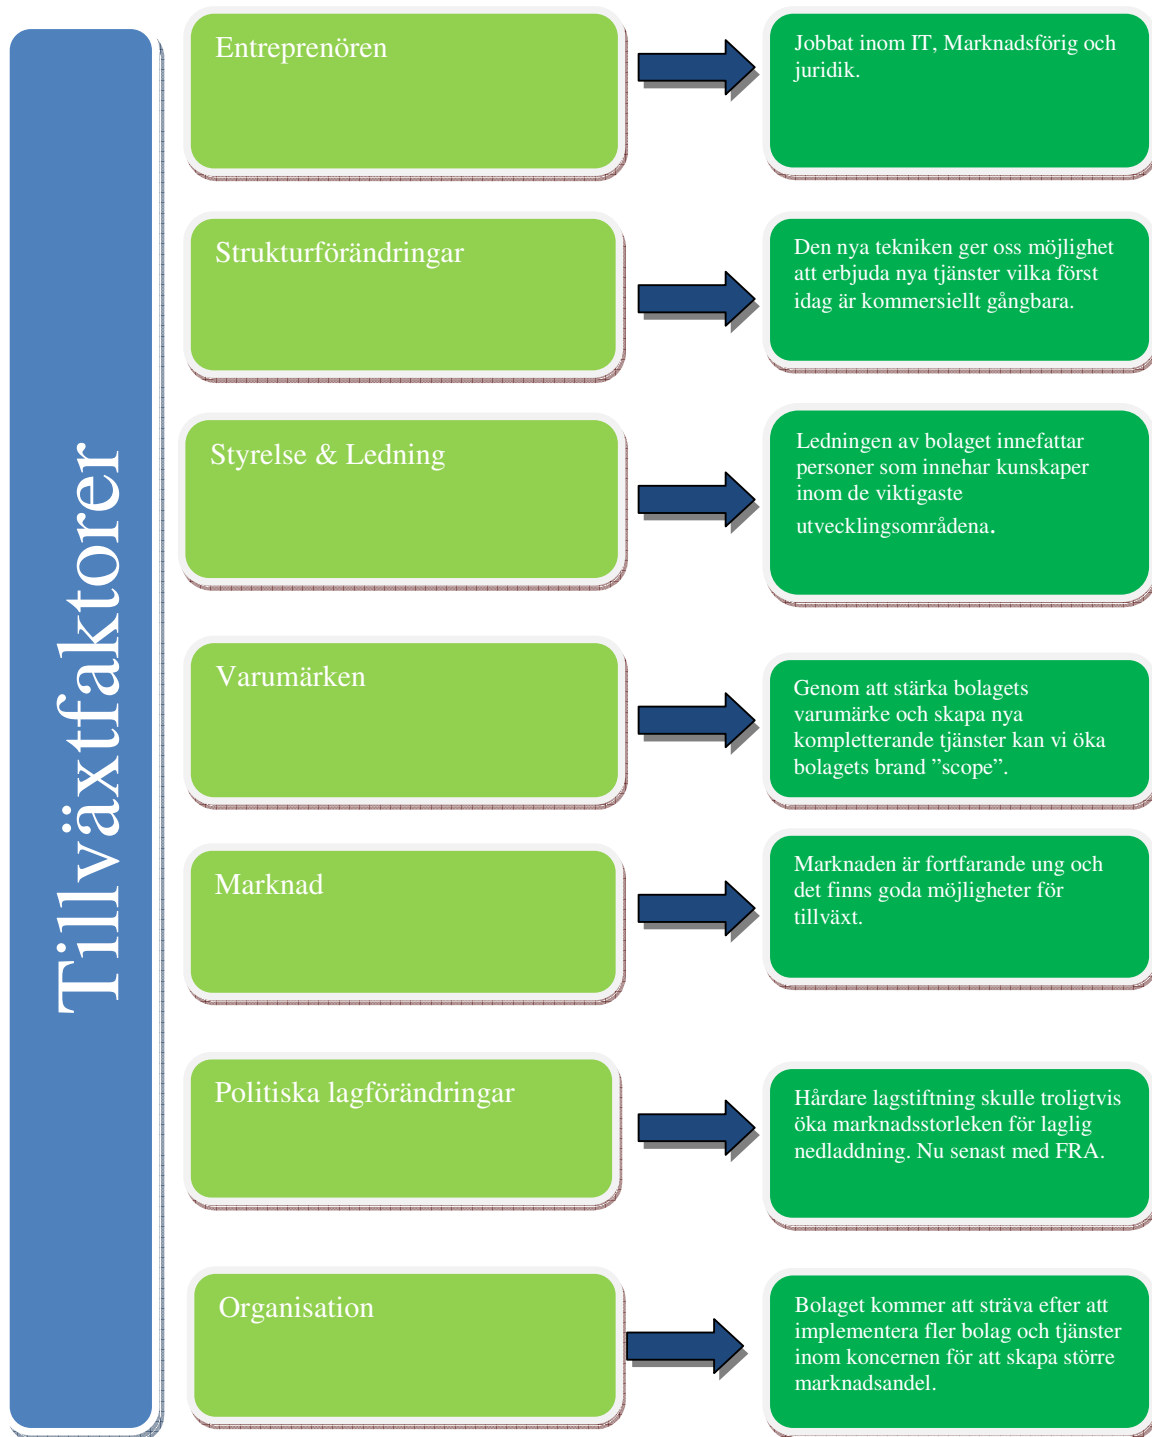 Tillväxtfaktorer
Entreprenören
Jobbat inom IT, Marknadsförig och
juridik.
Strukturförändringar
Den nya tekniken ger oss möjlighet
att erbjuda nya tjänster vilka först
idag är kommersiellt gångbara.
Styrelse & Ledning
Ledningen av bolaget innefattar
personer som innehar kunskaper
inom de viktigaste
utvecklingsområdena.
Varumärken
Genom att stärka bolagets
varumärke och skapa nya
kompletterande tjänster kan vi öka
bolagets brand ”scope”.
Marknad
Marknaden är fortfarande ung och
det finns goda möjligheter för
tillväxt.
Politiska lagförändringar
Hårdare lagstiftning skulle troligtvis
öka marknadsstorleken för laglig
nedladdning. Nu senast med FRA.
Organisation
Bolaget kommer att sträva efter att
implementera fler bolag och tjänster
inom koncernen för att skapa större
marknadsandel.